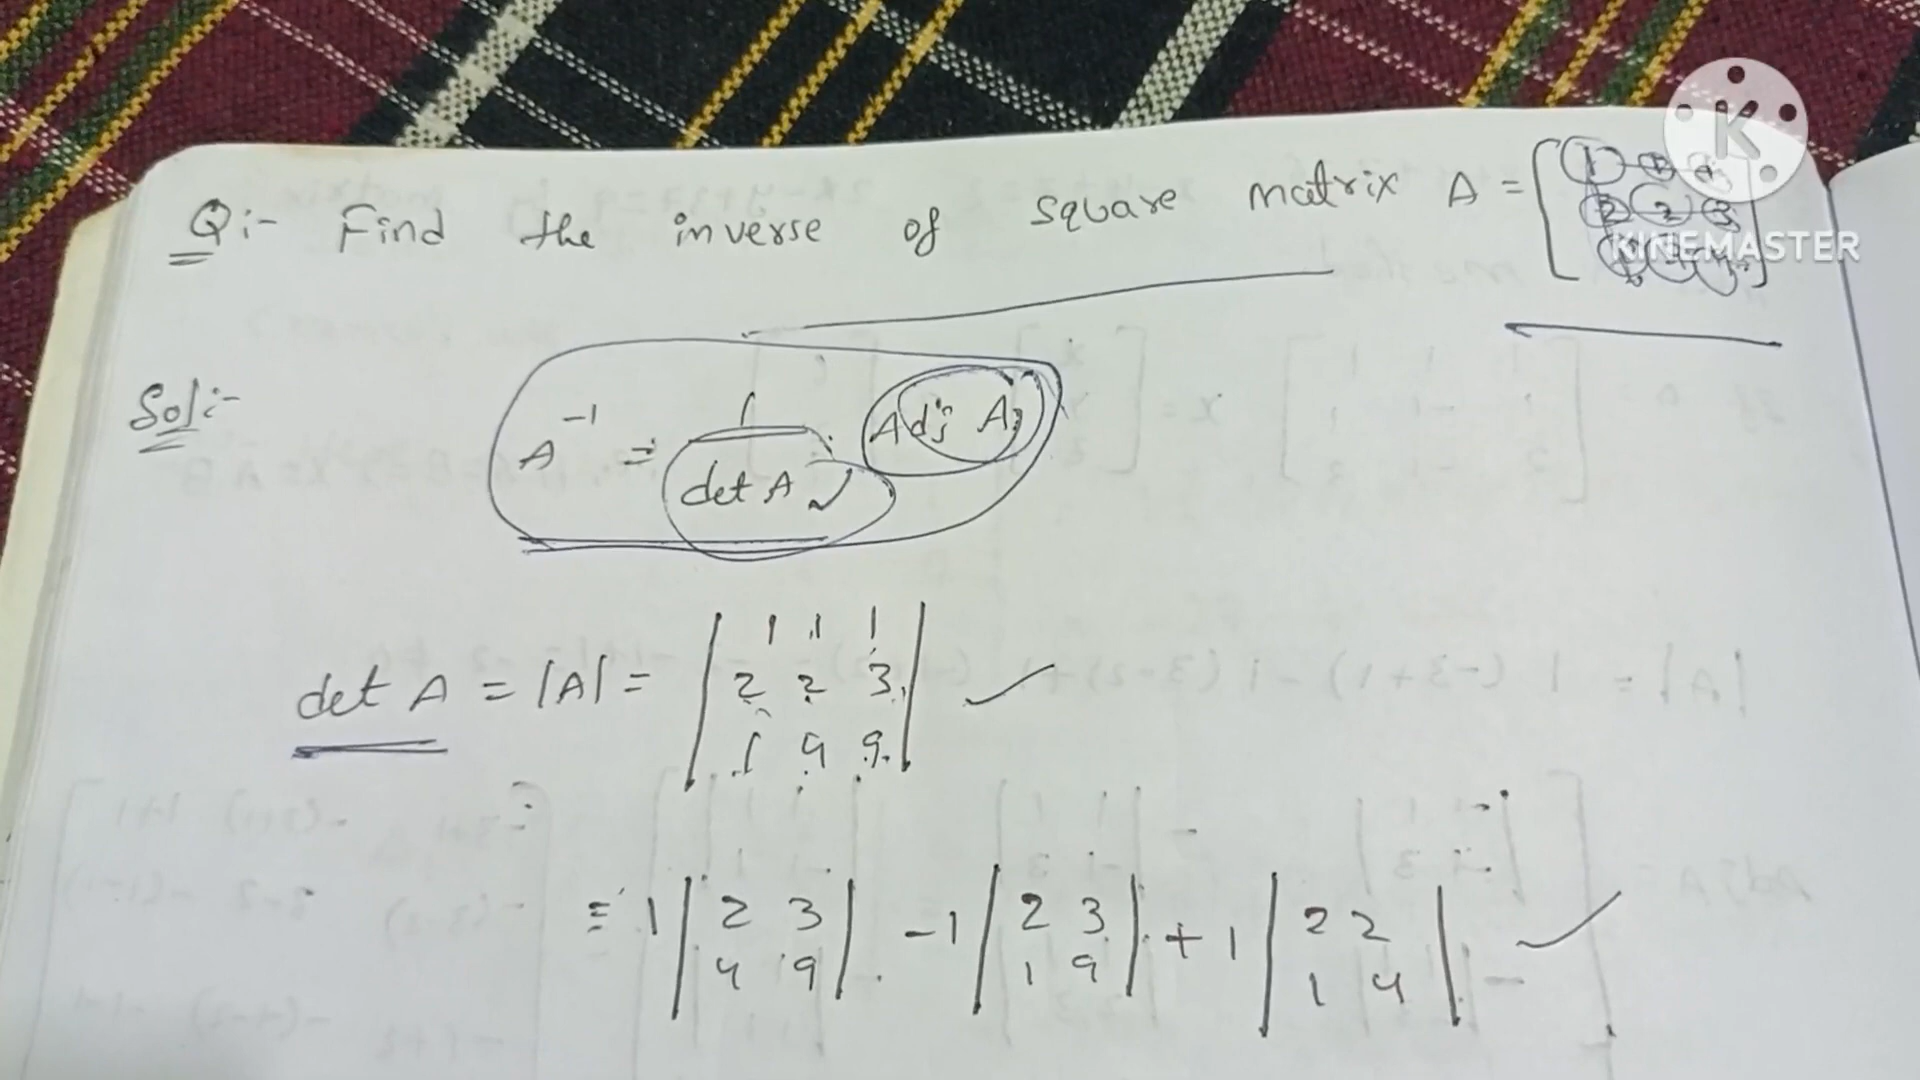 Q:- Find the inverse of square matrix A =
KINEMASTER
Sol:-
A⁻¹ = 1/det A · Adj A
det A = |A| = | 1 1 1 |
| 2 2 3 |
| 1 4 9 |
= 1 | 2 3 | - 1 | 2 3 | + 1 | 2 2 |
| 4 9 | | 1 9 | | 1 4 |